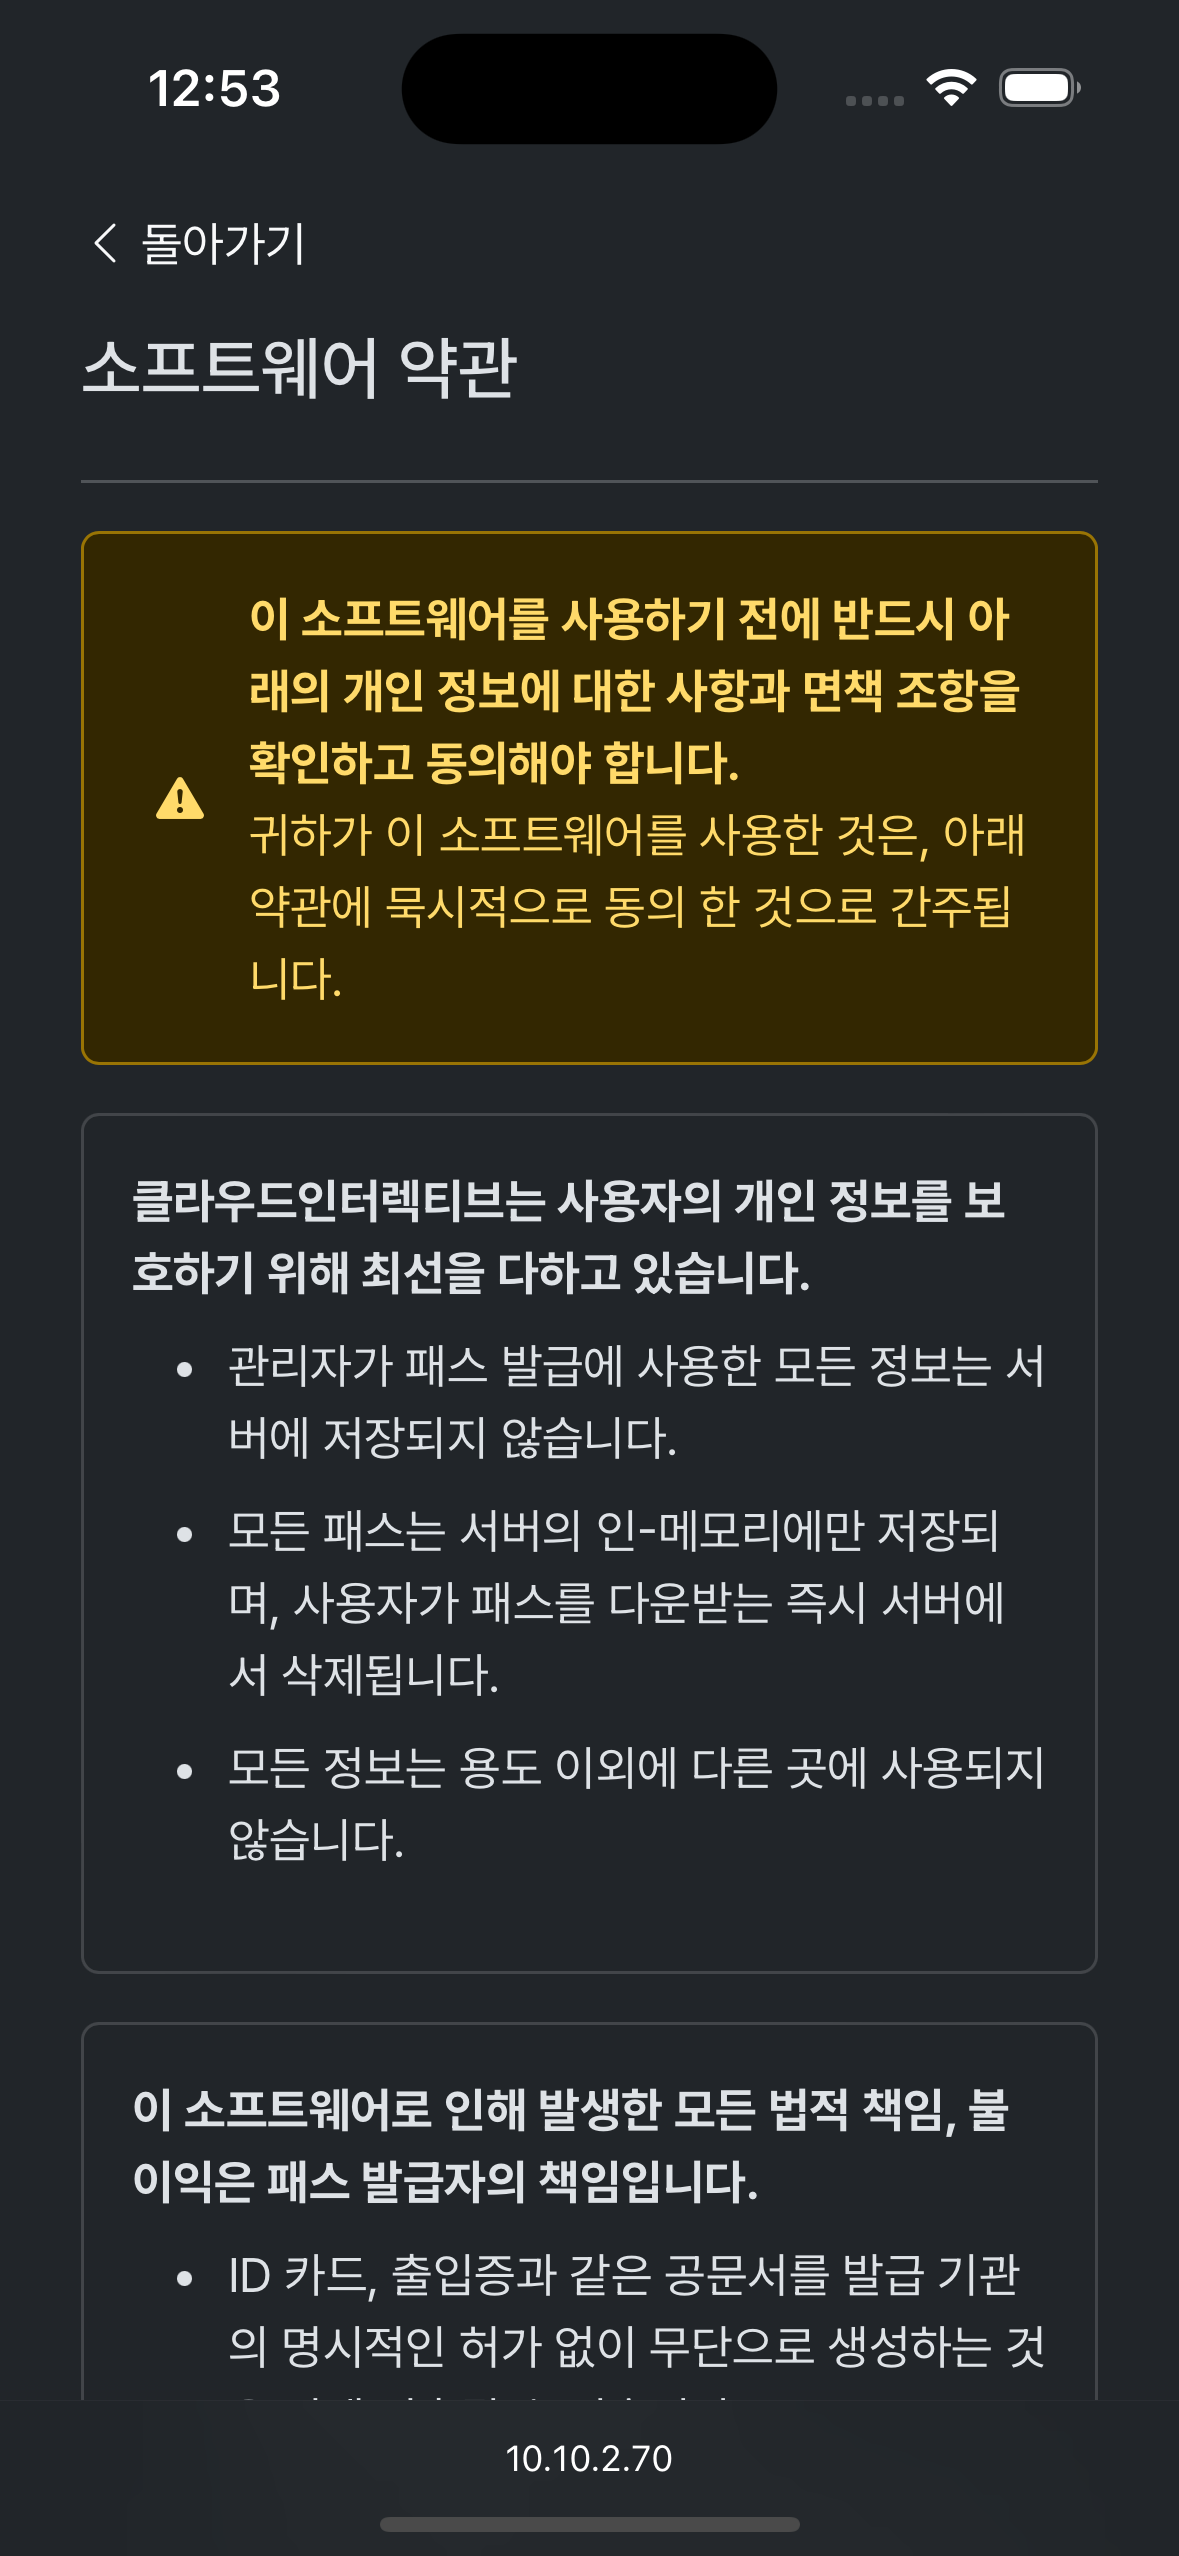 12:53
돌아가기
소프트웨어 약관
이 소프트웨어를 사용하기 전에 반드시 아
래의 개인 정보에 대한 사항과 면책 조항을
확인하고 동의해야 합니다.
귀하가 이 소프트웨어를 사용한 것은, 아래
약관에 묵시적으로 동의 한 것으로 간주됩
니다.
클라우드인터렉티브는 사용자의 개인 정보를 보
호하기 위해 최선을 다하고 있습니다.
• 관리자가 패스 발급에 사용한 모든 정보는 서
버에 저장되지 않습니다.
• 모든 패스는 서버의 인-메모리에만 저장되
며, 사용자가 패스를 다운받는 즉시 서버에
서 삭제됩니다.
• 모든 정보는 용도 이외에 다른 곳에 사용되지
않습니다.
이 소프트웨어로 인해 발생한 모든 법적 책임, 불
이익은 패스 발급자의 책임입니다.
• ID 카드, 출입증과 같은 공문서를 발급 기관
의 명시적인 허가 없이 무단으로 생성하는 것
10.10.2.70